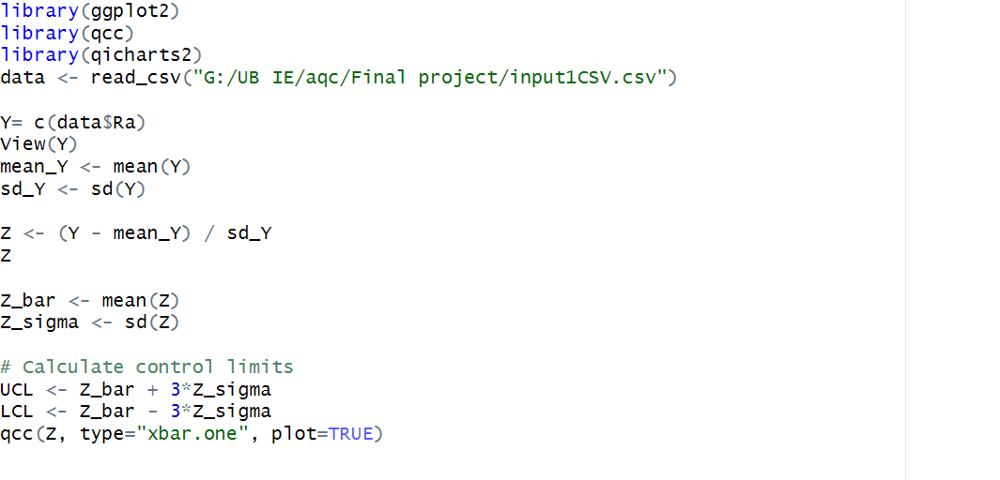 library(ggplot2)
library(qcc)
library(qicharts2)
data <- read_csv("G:/UB IE/aqc/Final project/input1CSV.csv")
Y= c(data$Ra)
View(Y)
mean_Y <- mean(Y)
sd_Y <- sd(Y)
Z <- (Y - mean_Y) / sd_Y
Z
Z_bar <- mean(Z)
Z_sigma <- sd(Z)
# Calculate control limits
UCL <- Z_bar + 3*Z_sigma
LCL <- Z_bar - 3*Z_sigma
qcc(Z, type="xbar.one", plot=TRUE)